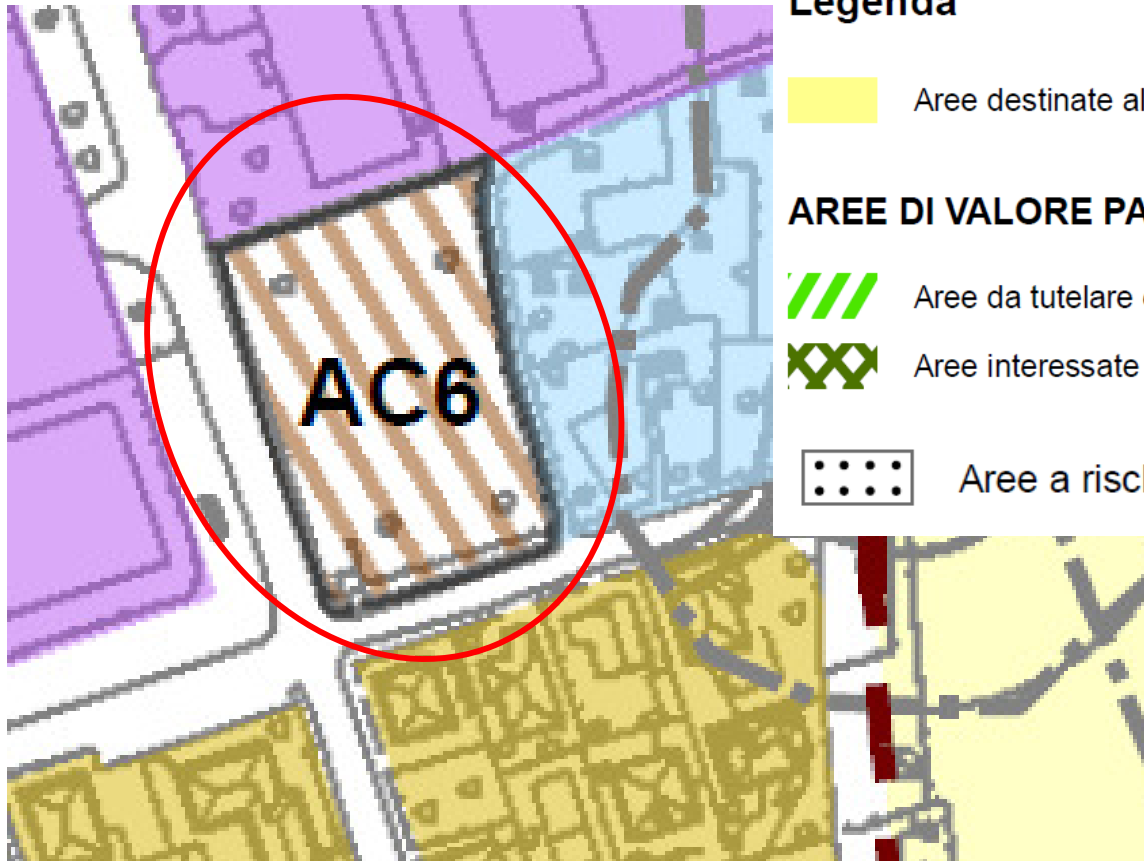 Legenda
Aree destinate al
AREE DI VALORE PA
Aree da tutelare
Aree interessate
Aree a risc
AC6